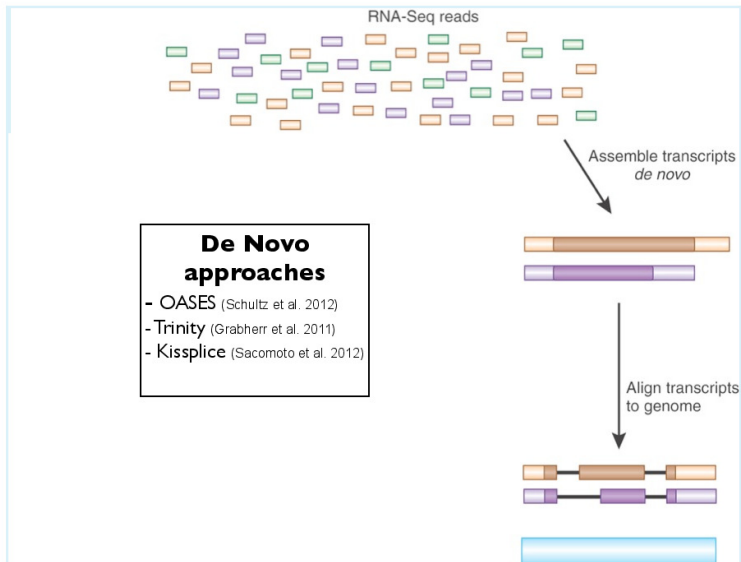 RNA-Seq reads
Assemble transcripts
de novo
De Novo
approaches
- OASES (Schultz et al. 2012)
- Trinity (Grabherr et al. 2011)
- Kissplice (Sacomoto et al. 2012)
Align transcripts
to genome